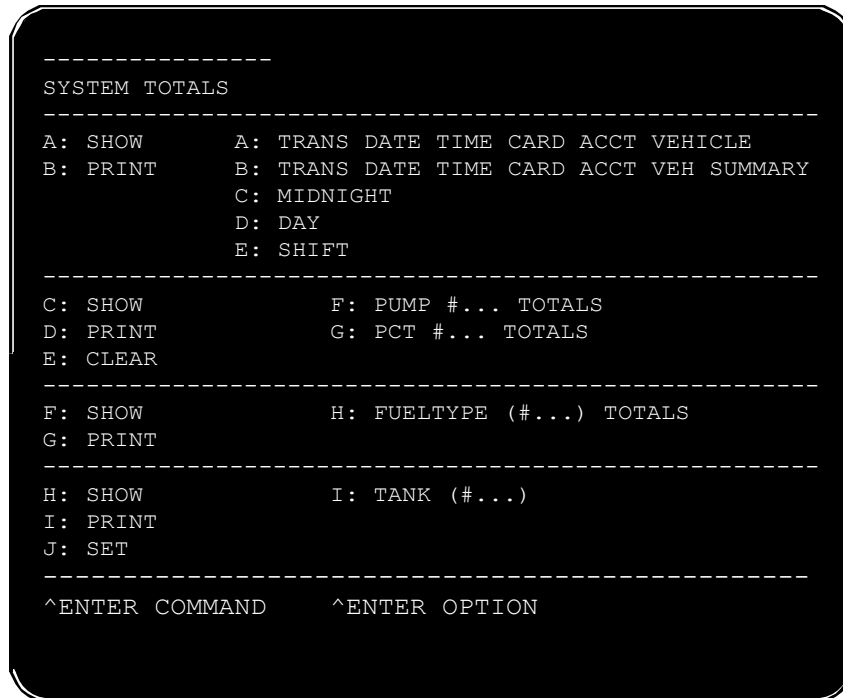 ----------------
SYSTEM TOTALS
------------------------------------------------------
A: SHOW A: TRANS DATE TIME CARD ACCT VEHICLE
B: PRINT B: TRANS DATE TIME CARD ACCT VEH SUMMARY
C: MIDNIGHT
D: DAY
E: SHIFT
------------------------------------------------------
C: SHOW F: PUMP #... TOTALS
D: PRINT G: PCT #... TOTALS
E: CLEAR
------------------------------------------------------
F: SHOW H: FUELTYPE (#...) TOTALS
G: PRINT
------------------------------------------------------
H: SHOW I: TANK (#...)
I: PRINT
J: SET
------------------------------------------------
^ENTER COMMAND ^ENTER OPTION